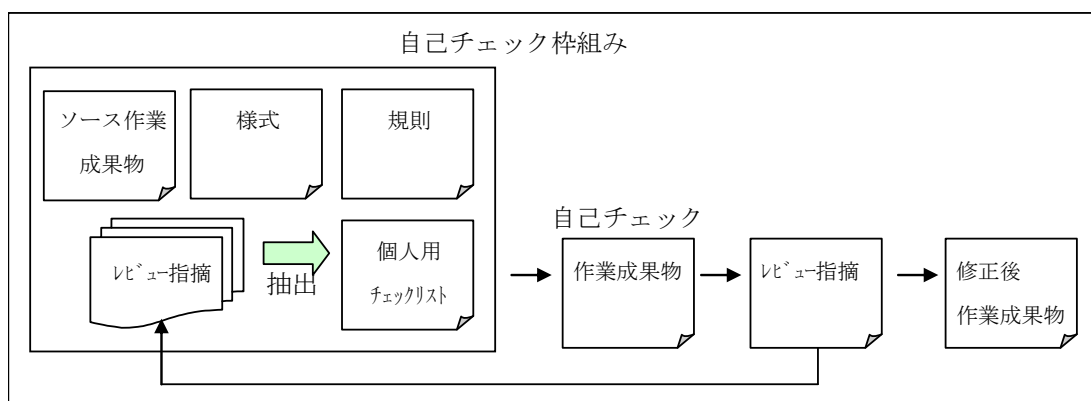 自己チェック枠組み
ソース作業
成果物
様式
規則
ﾚﾋﾞｭｰ指摘
抽出
個人用
ﾁｪｯｸﾘｽﾄ
自己チェック
作業成果物
ﾚﾋﾞｭｰ指摘
修正後
作業成果物